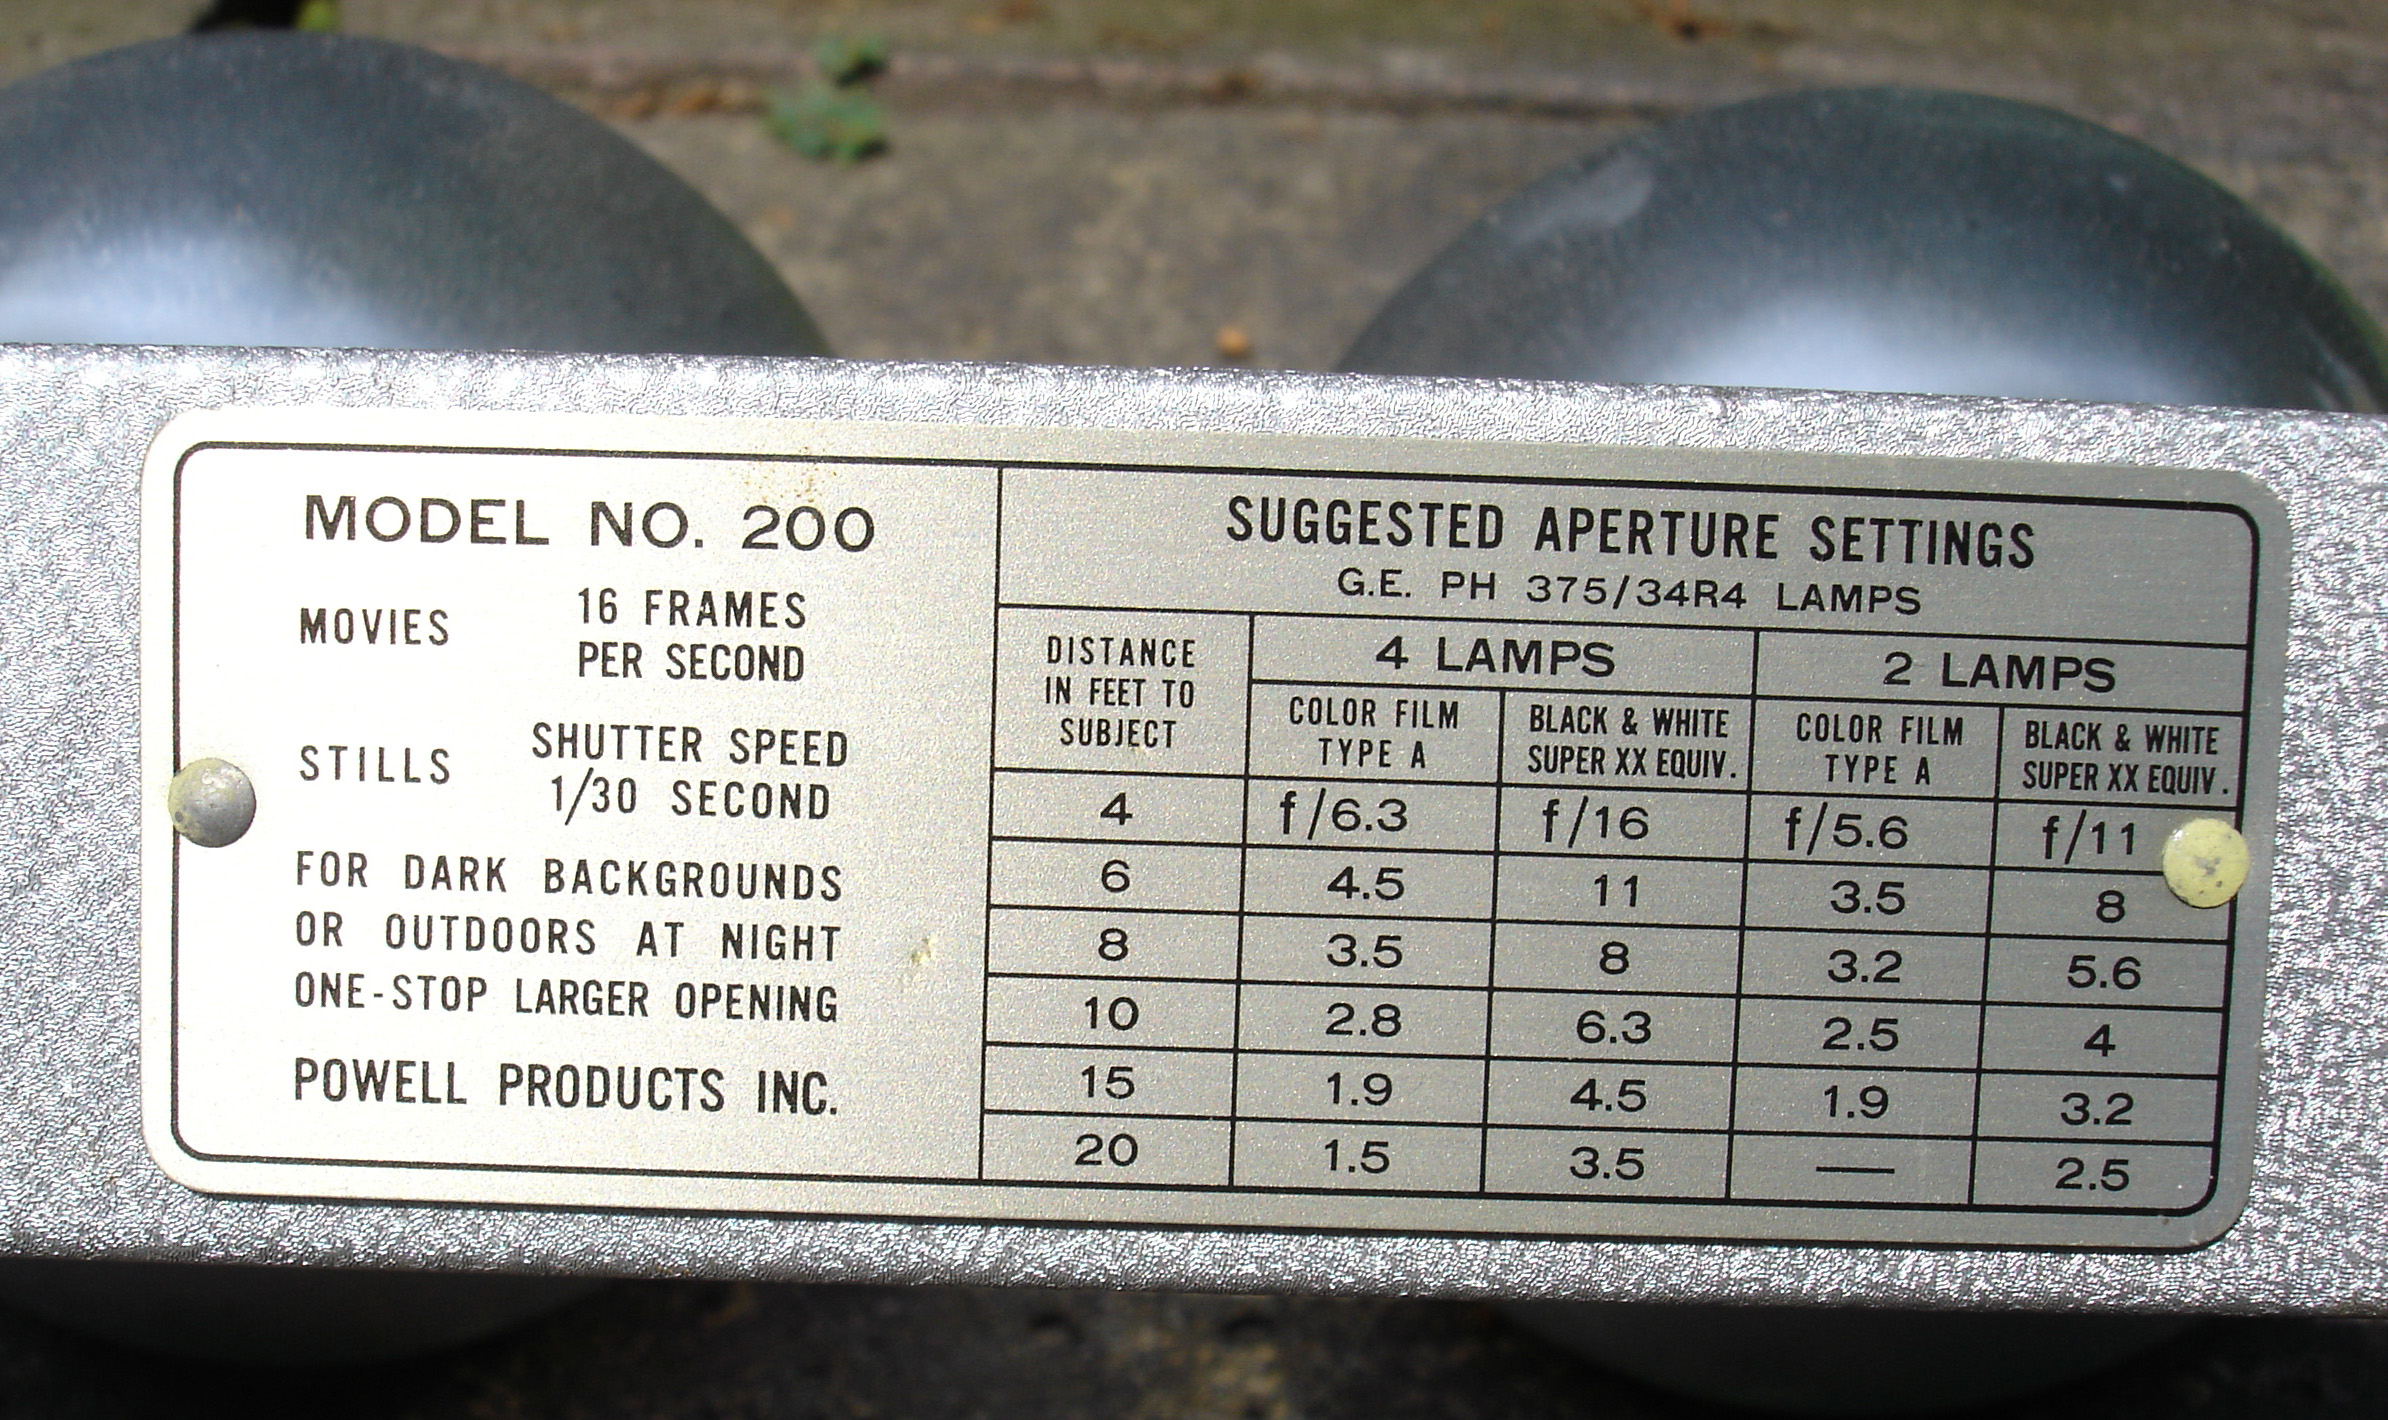 MODEL NO. 200
MOVIES 16 FRAMES
PER SECOND
STILLS SHUTTER SPEED
1/30 SECOND
FOR DARK BACKGROUNDS
OR OUTDOORS AT NIGHT
ONE-STOP LARGER OPENING
POWELL PRODUCTS INC.
SUGGESTED APERTURE SETTINGS
G.E. PH 375/34R4 LAMPS
DISTANCE
IN FEET TO
SUBJECT
4 LAMPS
2 LAMPS
COLOR FILM
TYPE A
BLACK & WHITE
SUPER XX EQUIV.
COLOR FILM
TYPE A
BLACK & WHITE
SUPER XX EQUIV.
4 f/6.3 f/16 f/5.6 f/11
6 4.5 11 3.5 8
8 3.5 8 3.2 5.6
10 2.8 6.3 2.5 4
15 1.9 4.5 1.9 3.2
20 1.5 3.5 — 2.5